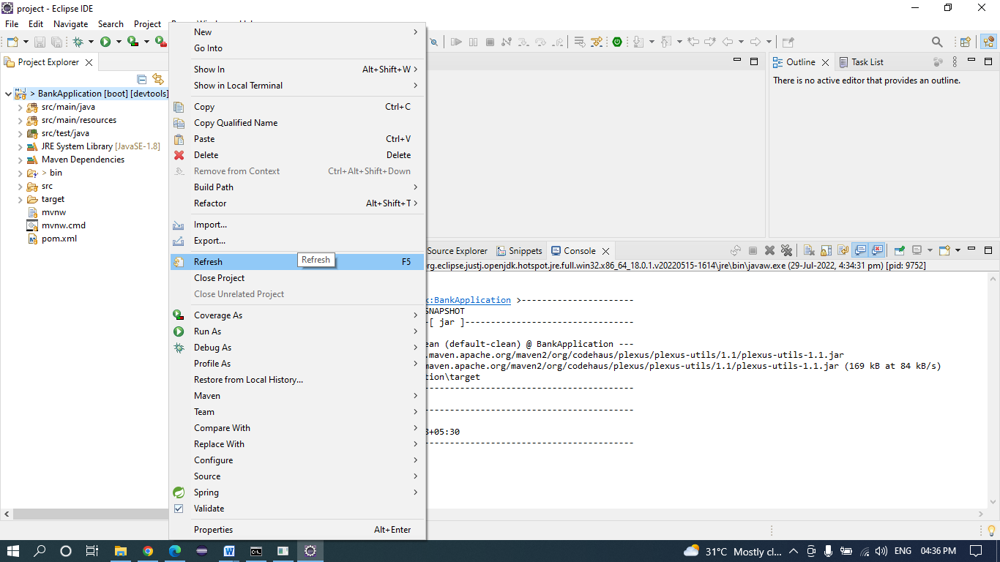 project - Eclipse IDE
File Edit Navigate Search Project
Project Explorer
> BankApplication [boot] [devtools]
src/main/java
src/main/resources
src/test/java
JRE System Library [JavaSE-1.8]
Maven Dependencies
> bin
src
target
mvnw
mvnw.cmd
pom.xml
New
Go Into
Show In Alt+Shift+W
Show in Local Terminal
Copy Ctrl+C
Copy Qualified Name
Paste Ctrl+V
Delete Delete
Remove from Context Ctrl+Alt+Shift+Down
Build Path
Refactor Alt+Shift+T
Import...
Export...
Refresh F5
Refresh
Close Project
Close Unrelated Project
Coverage As
Run As
Debug As
Profile As
Restore from Local History...
Maven
Team
Compare With
Replace With
Configure
Source
Spring
Validate
Properties Alt+Enter
Outline Task List
There is no active editor that provides an outline.
Source Explorer Snippets Console
rg.eclipse.justj.openjdk.hotspot.jre.full.win32.x86_64_18.0.1.v20220515-1614\jre\bin\javaw.exe (29-Jul-2022, 4:34:31 pm) [pid: 9752]
:BankApplication >----------------------
SNAPSHOT
-[ jar ]---------------------------------
ean (default-clean) @ BankApplication ---
.maven.apache.org/maven2/org/codehaus/plexus/plexus-utils/1.1/plexus-utils-1.1.jar
maven.apache.org/maven2/org/codehaus/plexus/plexus-utils/1.1/plexus-utils-1.1.jar (169 kB at 84 kB/s)
tion\target
----------------------------------------
----------------------------------------
+05:30
----------------------------------------
31°C Mostly cl... ENG 04:36 PM